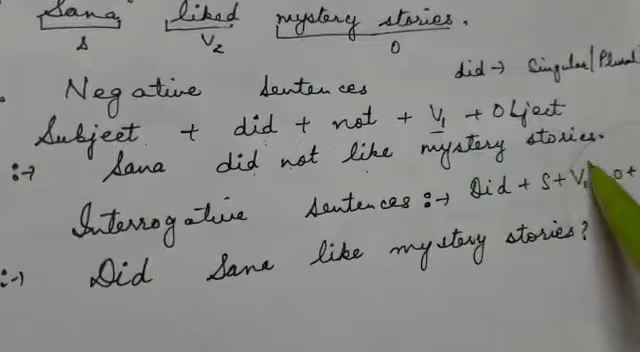 Sana liked mystery stories.
S V2 O
did → Singular/Plural
Negative Sentences
Subject + did + not + V1 + Object
:→ Sana did not like mystery stories.
Interrogative Sentences :→ Did + S + V1 + O +
:→ Did Sana like mystery stories?